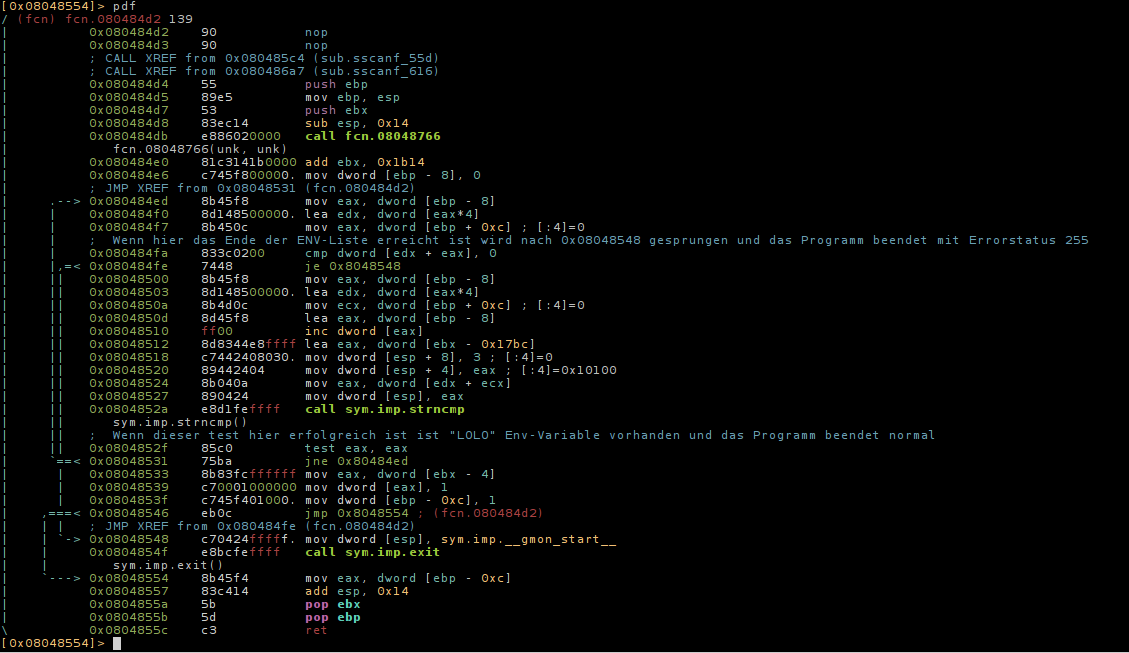 [0x08048554]> pdf
/ (fcn) fcn.080484d2 139
| 0x080484d2 90 nop
| 0x080484d3 90 nop
| ; CALL XREF from 0x080485c4 (sub.sscanf_55d)
| ; CALL XREF from 0x080486a7 (sub.sscanf_616)
| 0x080484d4 55 push ebp
| 0x080484d5 89e5 mov ebp, esp
| 0x080484d7 53 push ebx
| 0x080484d8 83ec14 sub esp, 0x14
| 0x080484db e886020000 call fcn.08048766
| fcn.08048766(unk, unk)
| 0x080484e0 81c3141b0000 add ebx, 0x1b14
| 0x080484e6 c745f800000. mov dword [ebp - 8], 0
| ; JMP XREF from 0x08048531 (fcn.080484d2)
| .--> 0x080484ed 8b45f8 mov eax, dword [ebp - 8]
| | 0x080484f0 8d148500000. lea edx, dword [eax*4]
| | 0x080484f7 8b450c mov eax, dword [ebp + 0xc] ; [:4]=0
| | ; Wenn hier das Ende der ENV-Liste erreicht ist wird nach 0x08048548 gesprungen und das Programm beendet mit Errorstatus 255
| | 0x080484fa 833c0200 cmp dword [edx + eax], 0
| |,=< 0x080484fe 7448 je 0x8048548
| || 0x08048500 8b45f8 mov eax, dword [ebp - 8]
| || 0x08048503 8d148500000. lea edx, dword [eax*4]
| || 0x0804850a 8b4d0c mov ecx, dword [ebp + 0xc] ; [:4]=0
| || 0x0804850d 8d45f8 lea eax, dword [ebp - 8]
| || 0x08048510 ff00 inc dword [eax]
| || 0x08048512 8d8344e8ffff lea eax, dword [ebx - 0x17bc]
| || 0x08048518 c7442408030. mov dword [esp + 8], 3 ; [:4]=0
| || 0x08048520 89442404 mov dword [esp + 4], eax ; [:4]=0x10100
| || 0x08048524 8b040a mov eax, dword [edx + ecx]
| || 0x08048527 890424 mov dword [esp], eax
| || 0x0804852a e8d1feffff call sym.imp.strncmp
| || sym.imp.strncmp()
| || ; Wenn dieser test hier erfolgreich ist ist "LOLO" Env-Variable vorhanden und das Programm beendet normal
| || 0x0804852f 85c0 test eax, eax
| `==< 0x08048531 75ba jne 0x80484ed
| | 0x08048533 8b83fcffffff mov eax, dword [ebx - 4]
| | 0x08048539 c70001000000 mov dword [eax], 1
| | 0x0804853f c745f401000. mov dword [ebp - 0xc], 1
| ,===< 0x08048546 eb0c jmp 0x8048554 ; (fcn.080484d2)
| | | ; JMP XREF from 0x080484fe (fcn.080484d2)
| | `-> 0x08048548 c70424fffff. mov dword [esp], sym.imp.__gmon_start__
| | 0x0804854f e8bcfeffff call sym.imp.exit
| | sym.imp.exit()
| `---> 0x08048554 8b45f4 mov eax, dword [ebp - 0xc]
| 0x08048557 83c414 add esp, 0x14
| 0x0804855a 5b pop ebx
| 0x0804855b 5d pop ebp
\ 0x0804855c c3 ret
[0x08048554]>